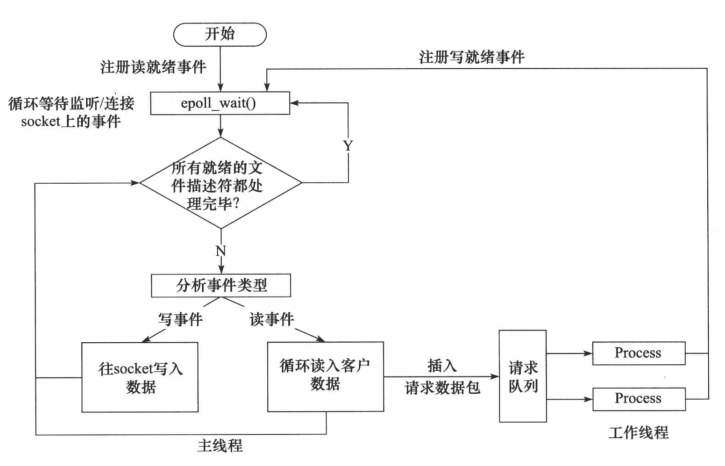 开始
注册读就绪事件
注册写就绪事件
循环等待监听/连接
socket上的事件
epoll_wait()
Y
所有就绪的文
件描述符都处
理完毕?
N
分析事件类型
写事件
读事件
往socket写入
数据
循环读入客户
数据
插入
请求数据包
请求
队列
Process
Process
工作线程
主线程